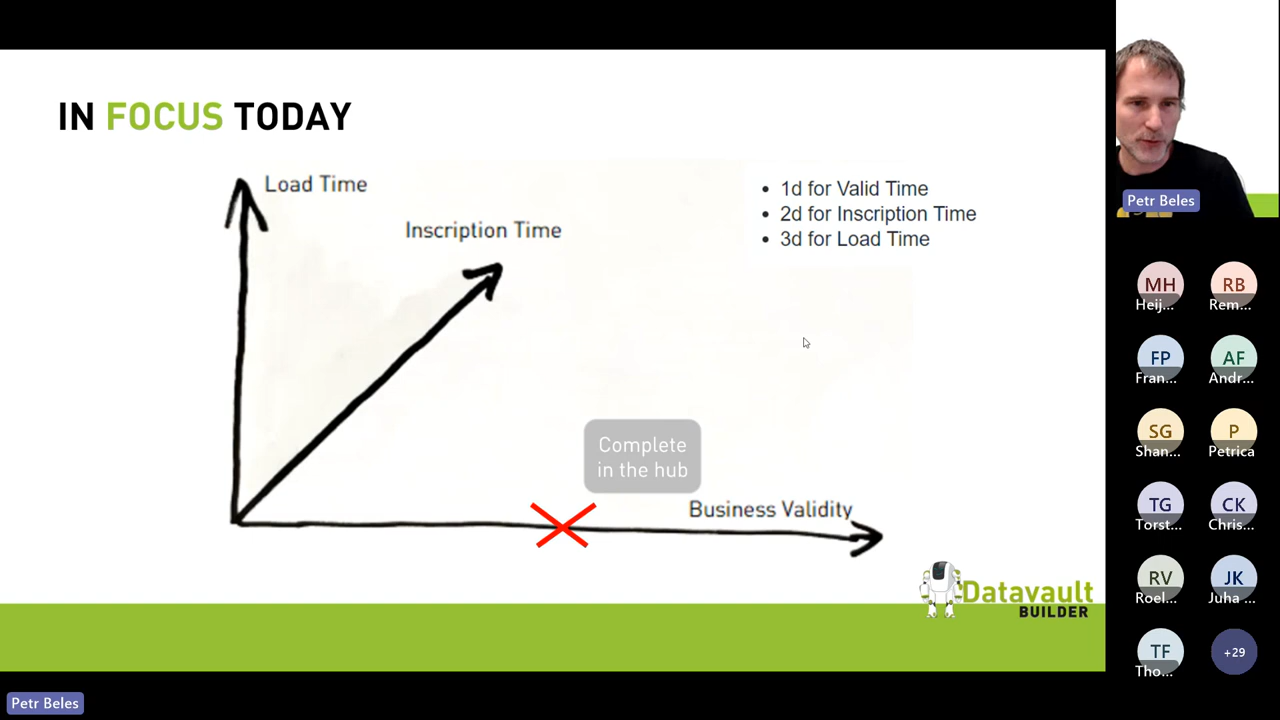 IN FOCUS TODAY
Load Time
Inscription Time
• 1d for Valid Time
• 2d for Inscription Time
• 3d for Load Time
Complete
in the hub
Business Validity
Datavault
BUILDER
Petr Beles
MH
RB
Heij...
Rem...
FP
AF
Fran...
Andr...
SG
P
Shan...
Petrica
TG
CK
Torst...
Chris...
RV
JK
Roel...
Juha ...
TF
+29
Tho...
Petr Beles